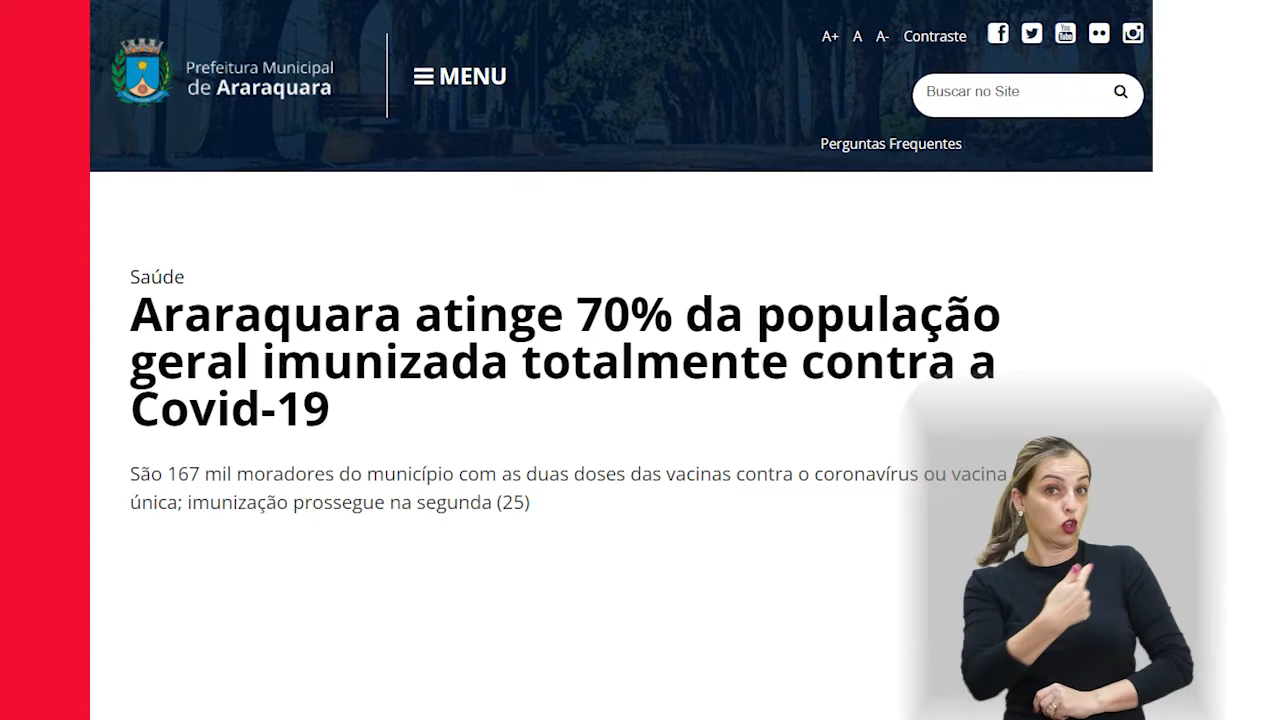 Prefeitura Municipal
de Araraquara
MENU
A+ A A- Contraste
You
Tube
Buscar no Site
Perguntas Frequentes
Saúde
Araraquara atinge 70% da população
geral imunizada totalmente contra a
Covid-19
São 167 mil moradores do município com as duas doses das vacinas contra o coronavírus ou vacina
única; imunização prossegue na segunda (25)